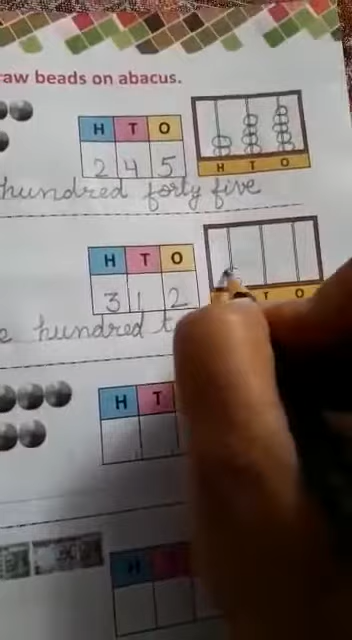 raw beads on abacus.
H T O
2 4 5
H T O
hundred forty five
H T O
3 1 2
T O
hundred
H T
H